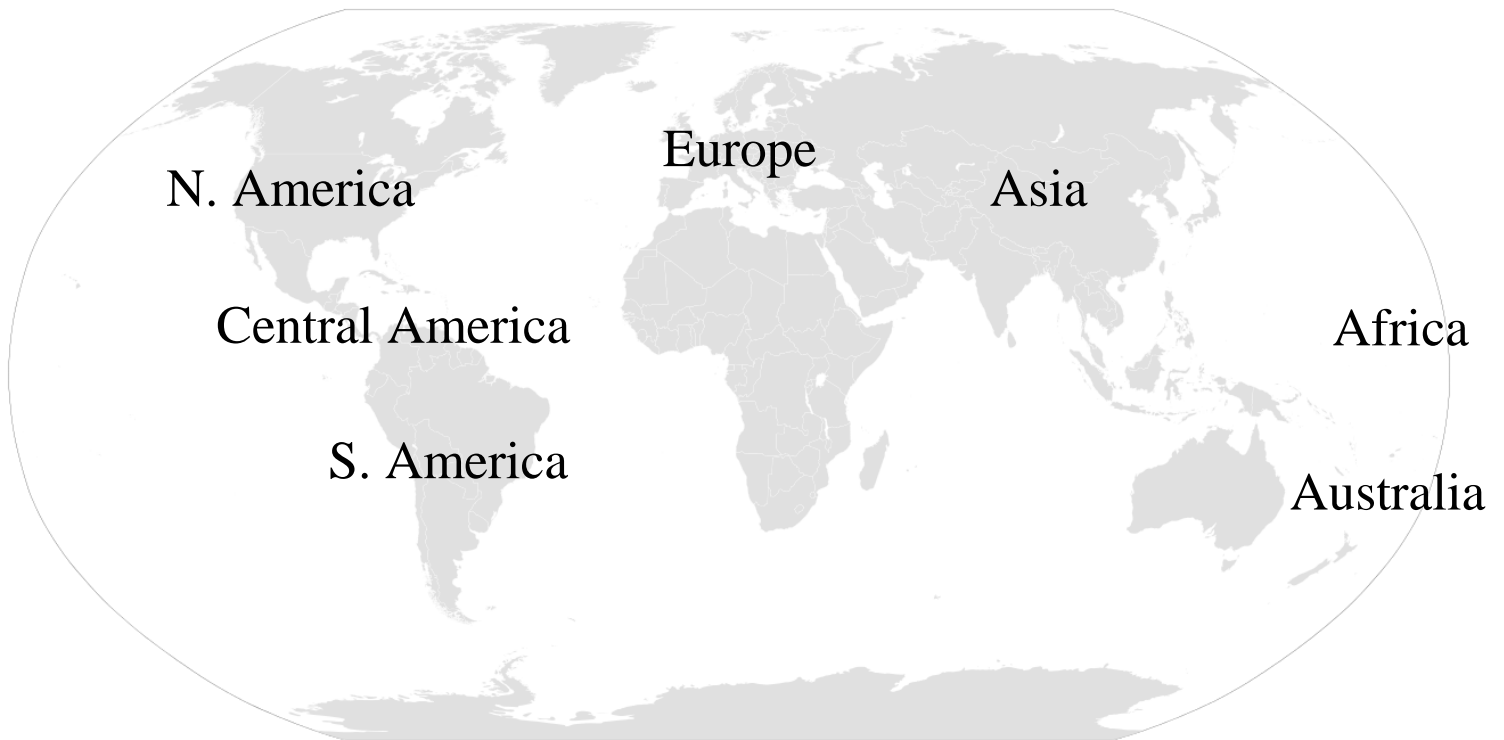 Europe
N. America
Asia
Central America
Africa
S. America
Australia